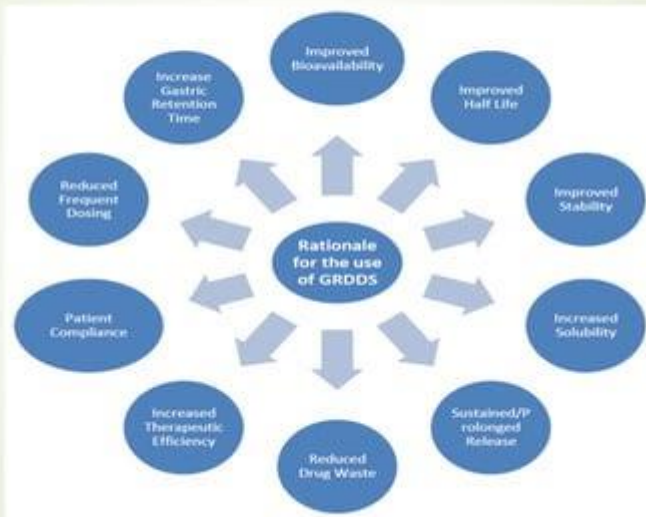 Improved
Bioavailability
Improved
Half Life
Improved
Stability
Increased
Solubility
Sustained/P
rolonged
Release
Reduced
Drug Waste
Increased
Therapeutic
Efficiency
Patient
Compliance
Reduced
Frequent
Dosing
Increase
Gastric
Retention
Time
Rationale
for the use
of GRDDS